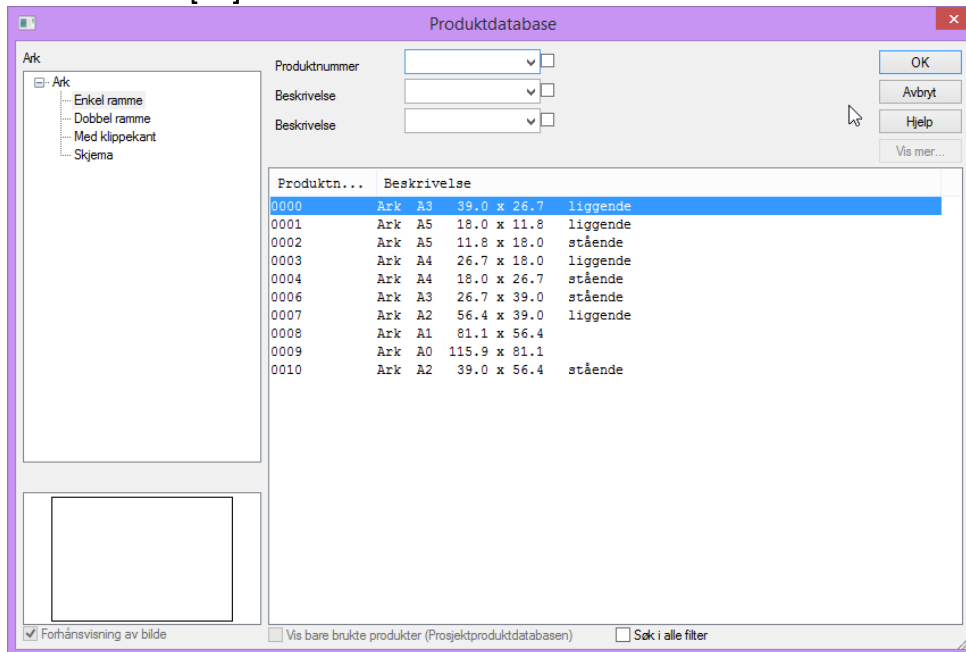 Produktdatabase
Ark
Ark
Enkel ramme
Dobbel ramme
Med klippekant
Skjema
Produktnummer
Beskrivelse
Beskrivelse
OK
Avbryt
Hjelp
Vis mer...
Produktn... Beskrivelse
0000 Ark A3 39.0 x 26.7 liggende
0001 Ark A5 18.0 x 11.8 liggende
0002 Ark A5 11.8 x 18.0 stående
0003 Ark A4 26.7 x 18.0 liggende
0004 Ark A4 18.0 x 26.7 stående
0006 Ark A3 26.7 x 39.0 stående
0007 Ark A2 56.4 x 39.0 liggende
0008 Ark A1 81.1 x 56.4
0009 Ark A0 115.9 x 81.1
0010 Ark A2 39.0 x 56.4 stående
Forhånsvisning av bilde
Vis bare brukte produkter (Prosjektproduktdatabasen)
Søk i alle filter